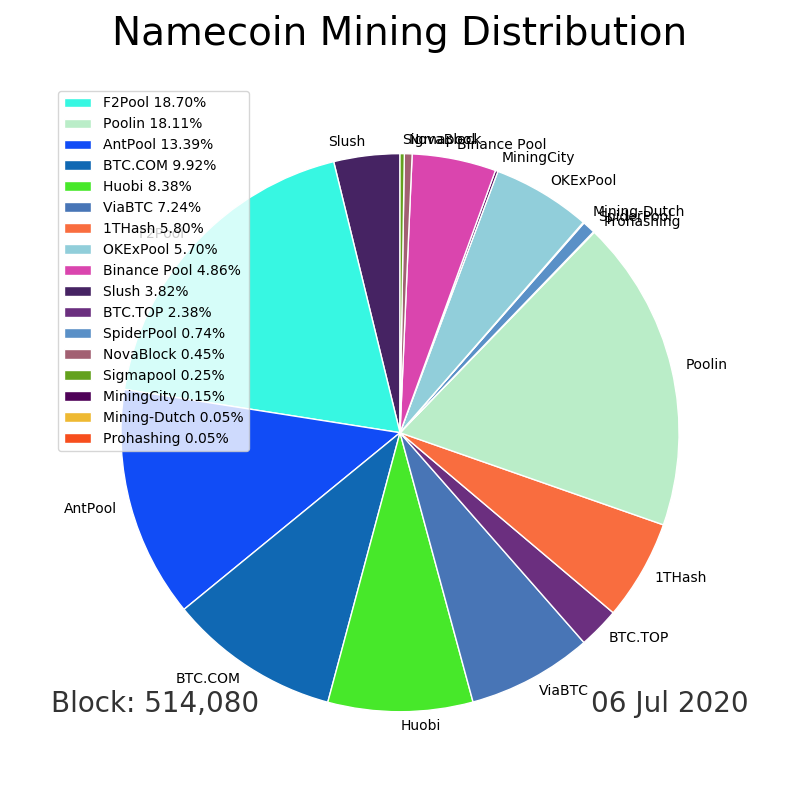 Namecoin Mining Distribution
F2Pool 18.70%
Poolin 18.11%
AntPool 13.39%
BTC.COM 9.92%
Huobi 8.38%
ViaBTC 7.24%
1THash 5.80%
OKExPool 5.70%
Binance Pool 4.86%
Slush 3.82%
BTC.TOP 2.38%
SpiderPool 0.74%
NovaBlock 0.45%
Sigmapool 0.25%
MiningCity 0.15%
Mining-Dutch 0.05%
Prohashing 0.05%
Slush
Sigmapool
NovaBlock
Binance Pool
MiningCity
OKExPool
Mining-Dutch
SpiderPool
Prohashing
F2Pool
Poolin
AntPool
1THash
BTC.TOP
BTC.COM
ViaBTC
Huobi
Block: 514,080
06 Jul 2020